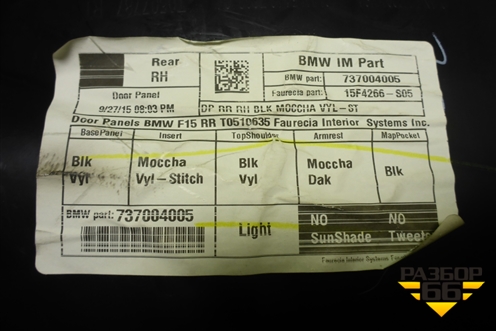 Rear BMW IM Part
RH BMW part: 737004005
Door Panel Faurecia part: 15F4266-S05
9/27/15 09:03 PM DP RR RH BLK MOCCHA VYL-ST
Door Panels BMW F15 RR T0510635 Faurecia Interior Systems Inc.
BasePanel Insert TopShoulder Armrest MapPocket
Blk Moccha Blk Moccha Blk
Vyl Vyl-Stitch Vyl Dak
BMW part: 737004005 Light NO NO
SunShade Tweeter
Faurecia Interior Systems
РАЗБОР
66